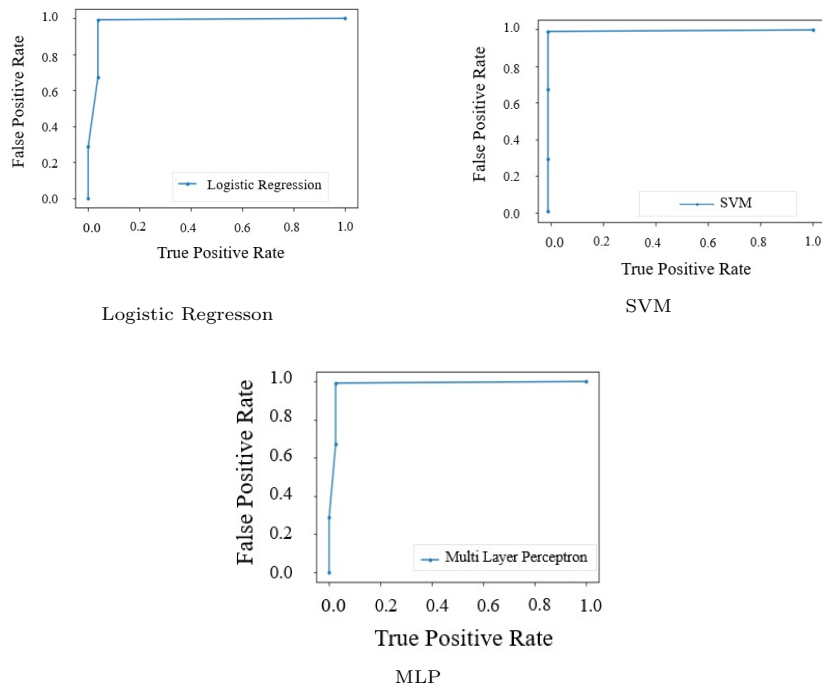 1.0
0.8
0.6
0.4
0.2
0.0
False Positive Rate
Logistic Regression
0.0 0.2 0.4 0.6 0.8 1.0
True Positive Rate
Logistic Regresson
1.0
0.8
0.6
0.4
0.2
0.0
False Positive Rate
SVM
0.0 0.2 0.4 0.6 0.8 1.0
True Positive Rate
SVM
1.0
0.8
0.6
0.4
0.2
0.0
False Positive Rate
Multi Layer Perceptron
0.0 0.2 0.4 0.6 0.8 1.0
True Positive Rate
MLP